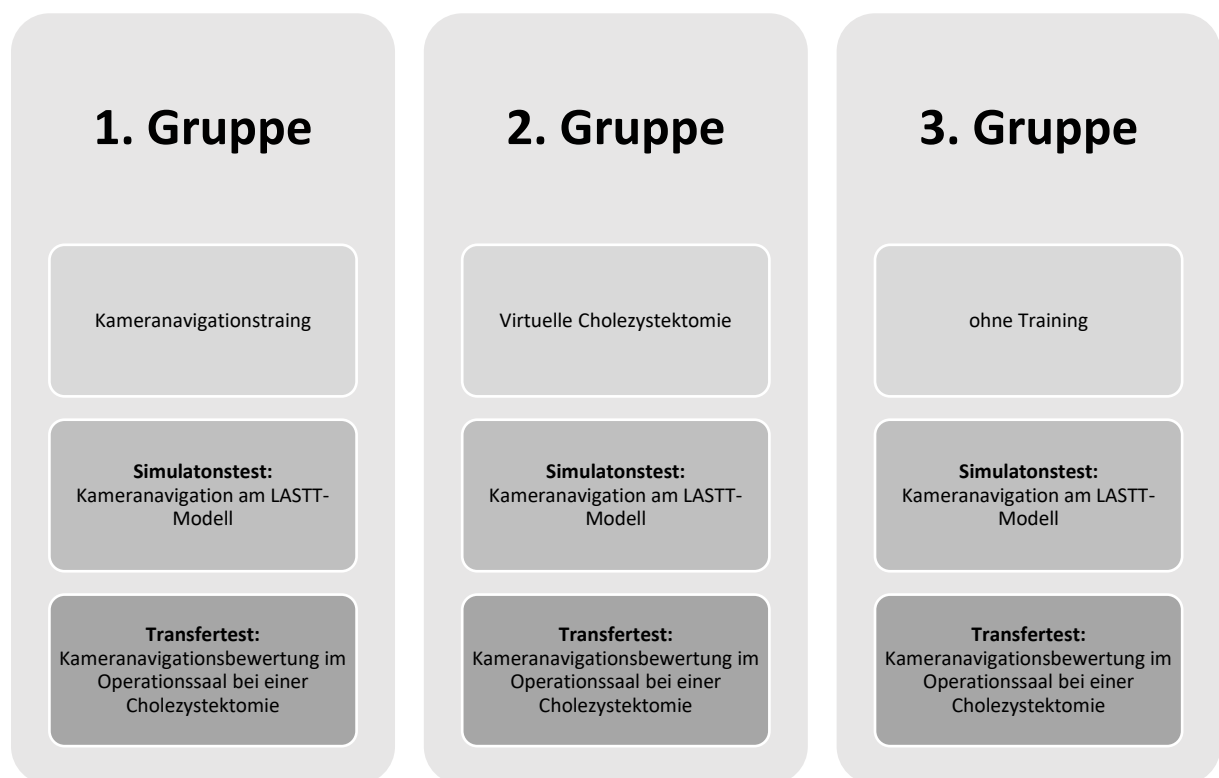 1. Gruppe
Kameranavigationstraing
Simulatonstest:
Kameranavigation am LASTT-
Modell
Transfertest:
Kameranavigationsbewertung im
Operationssaal bei einer
Cholezystektomie
2. Gruppe
Virtuelle Cholezystektomie
Simulatonstest:
Kameranavigation am LASTT-
Modell
Transfertest:
Kameranavigationsbewertung im
Operationssaal bei einer
Cholezystektomie
3. Gruppe
ohne Training
Simulatonstest:
Kameranavigation am LASTT-
Modell
Transfertest:
Kameranavigationsbewertung im
Operationssaal bei einer
Cholezystektomie